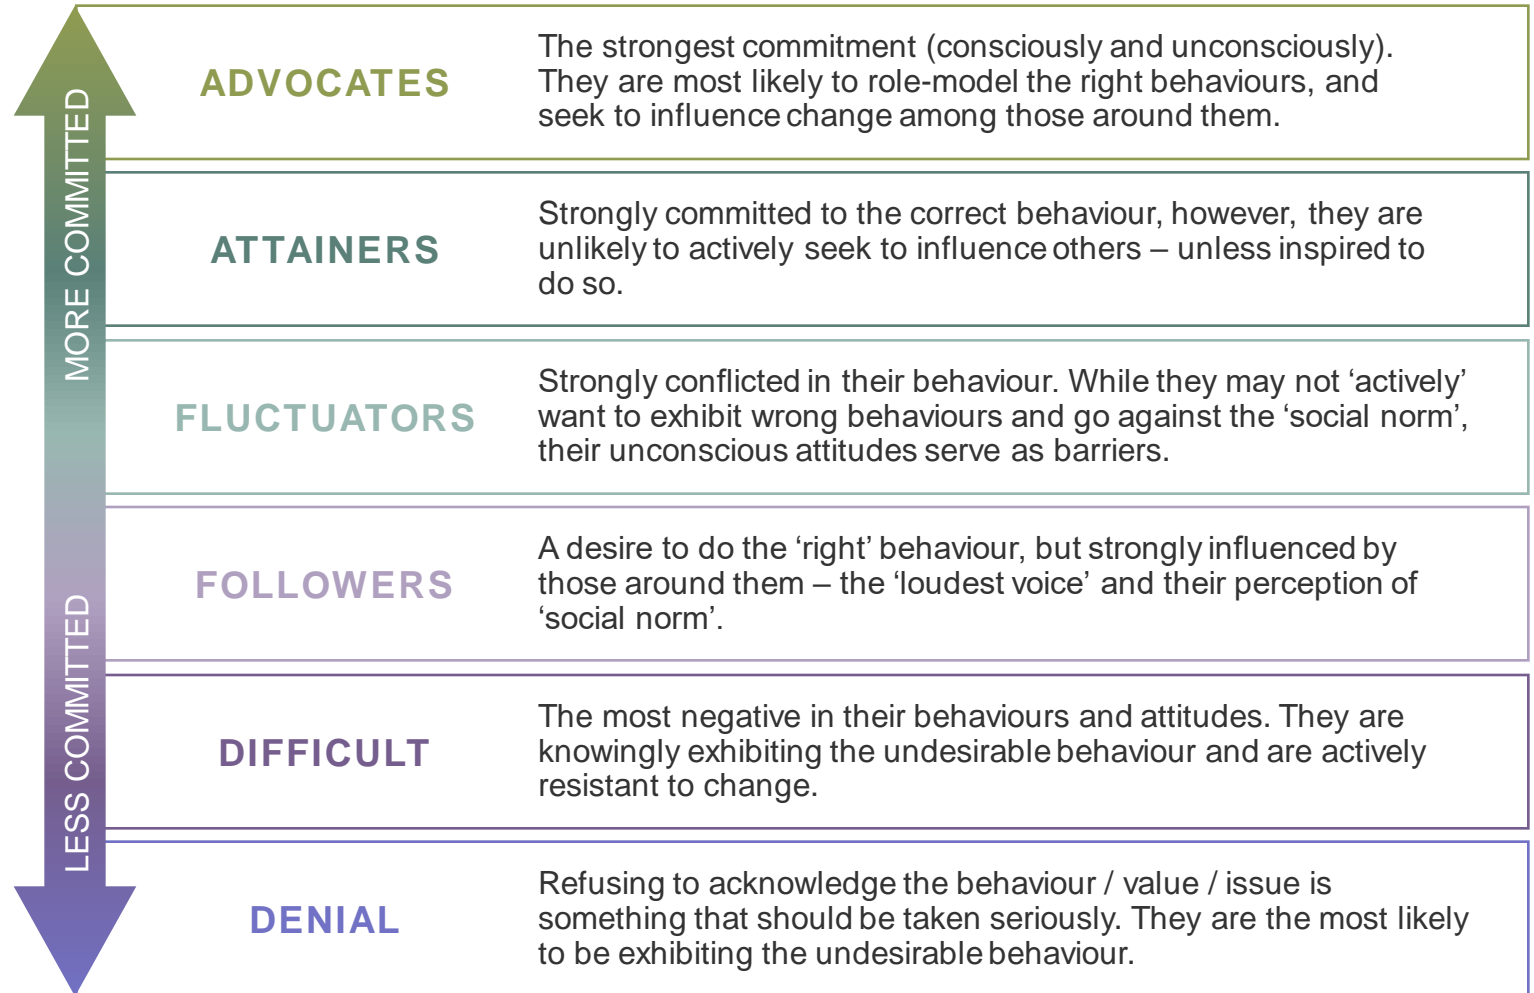 MORE COMMITTED
LESS COMMITTED
ADVOCATES
The strongest commitment (consciously and unconsciously).
They are most likely to role-model the right behaviours, and
seek to influence change among those around them.
ATTAINERS
Strongly committed to the correct behaviour, however, they are
unlikely to actively seek to influence others – unless inspired to
do so.
FLUCTUATORS
Strongly conflicted in their behaviour. While they may not ‘actively’
want to exhibit wrong behaviours and go against the ‘social norm’,
their unconscious attitudes serve as barriers.
FOLLOWERS
A desire to do the ‘right’ behaviour, but strongly influenced by
those around them – the ‘loudest voice’ and their perception of
‘social norm’.
DIFFICULT
The most negative in their behaviours and attitudes. They are
knowingly exhibiting the undesirable behaviour and are actively
resistant to change.
DENIAL
Refusing to acknowledge the behaviour / value / issue is
something that should be taken seriously. They are the most likely
to be exhibiting the undesirable behaviour.